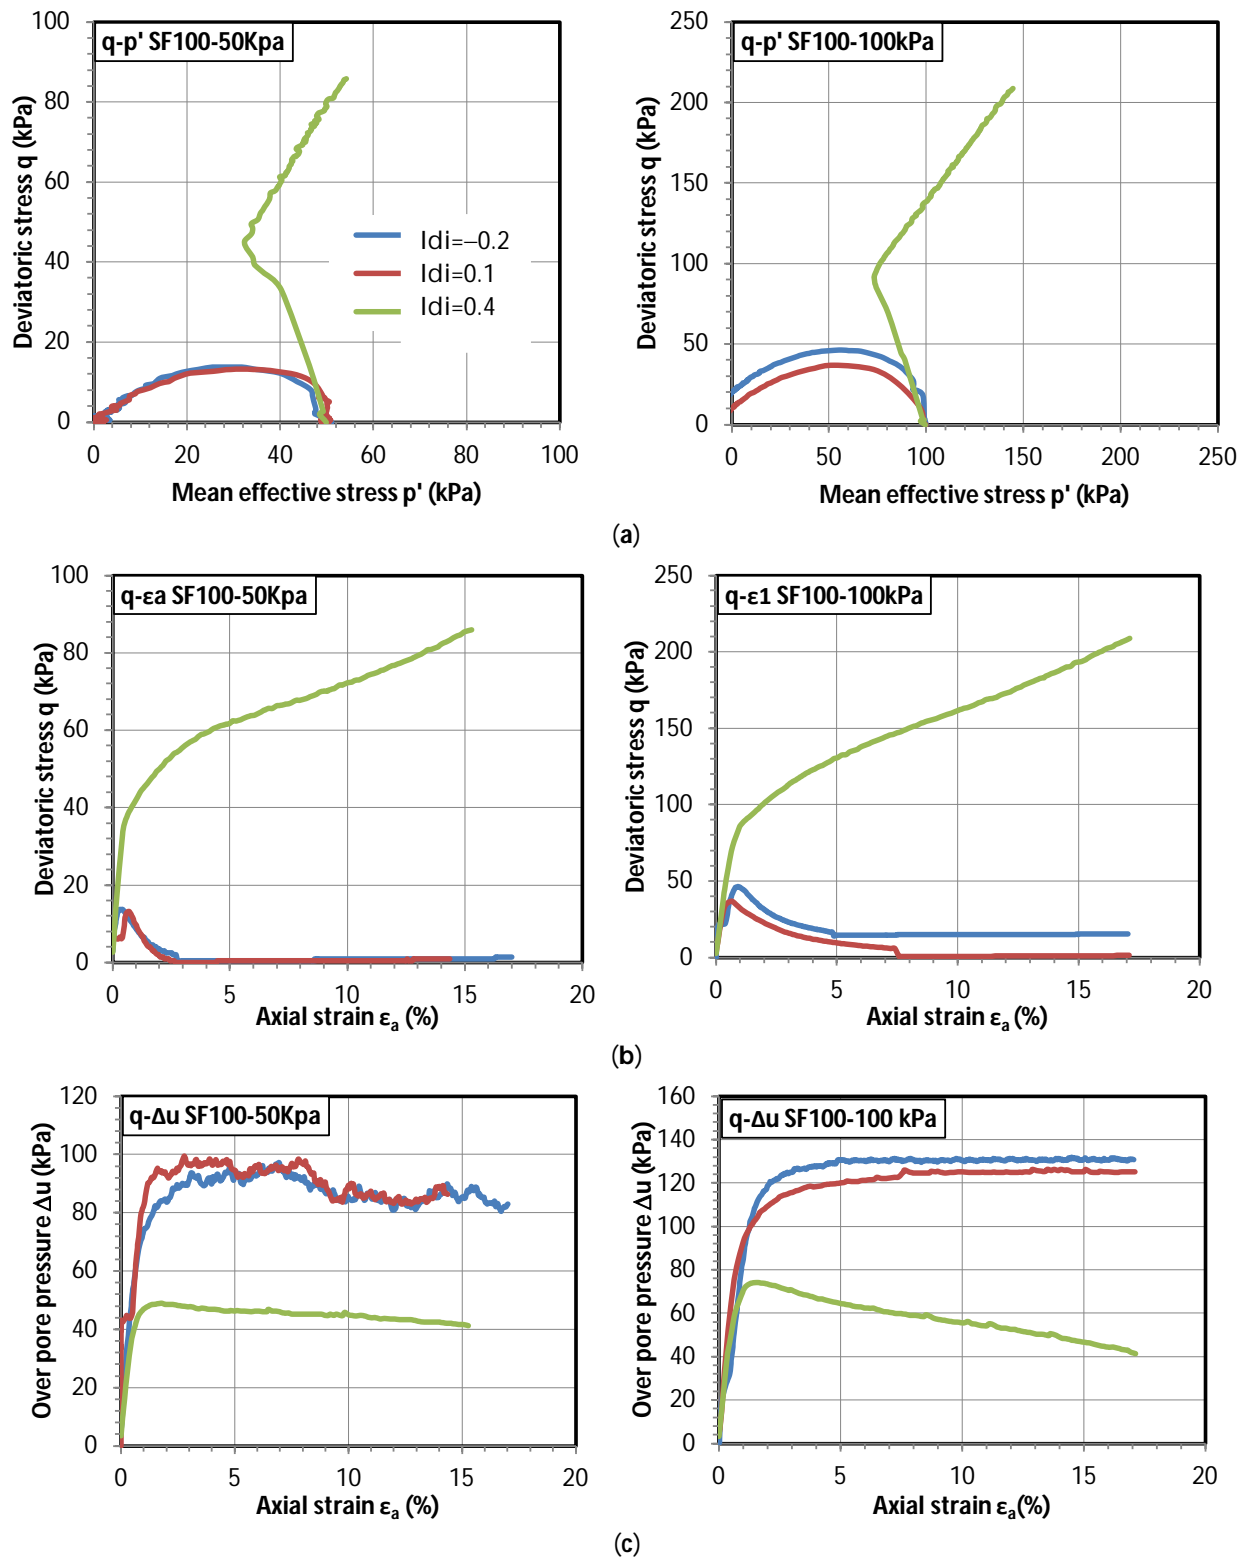 q-p' SF100-50Kpa
100
80
60
40
20
0
Deviatoric stress q (kPa)
Idi=–0.2
Idi=0.1
Idi=0.4
0 20 40 60 80 100
Mean effective stress p' (kPa)
q-p' SF100-100kPa
250
200
150
100
50
0
Deviatoric stress q (kPa)
0 50 100 150 200 250
Mean effective stress p' (kPa)
(a)
q-εa SF100-50Kpa
100
80
60
40
20
0
Deviatoric stress q (kPa)
0 5 10 15 20
Axial strain εa (%)
q-ε1 SF100-100kPa
250
200
150
100
50
0
Deviatoric stress q (kPa)
0 5 10 15 20
Axial strain εa (%)
(b)
q-Δu SF100-50Kpa
120
100
80
60
40
20
0
Over pore pressure Δu (kPa)
0 5 10 15 20
Axial strain εa (%)
q-Δu SF100-100 kPa
160
140
120
100
80
60
40
20
0
Over pore pressure Δu (kPa)
0 5 10 15 20
Axial strain εa(%)
(c)